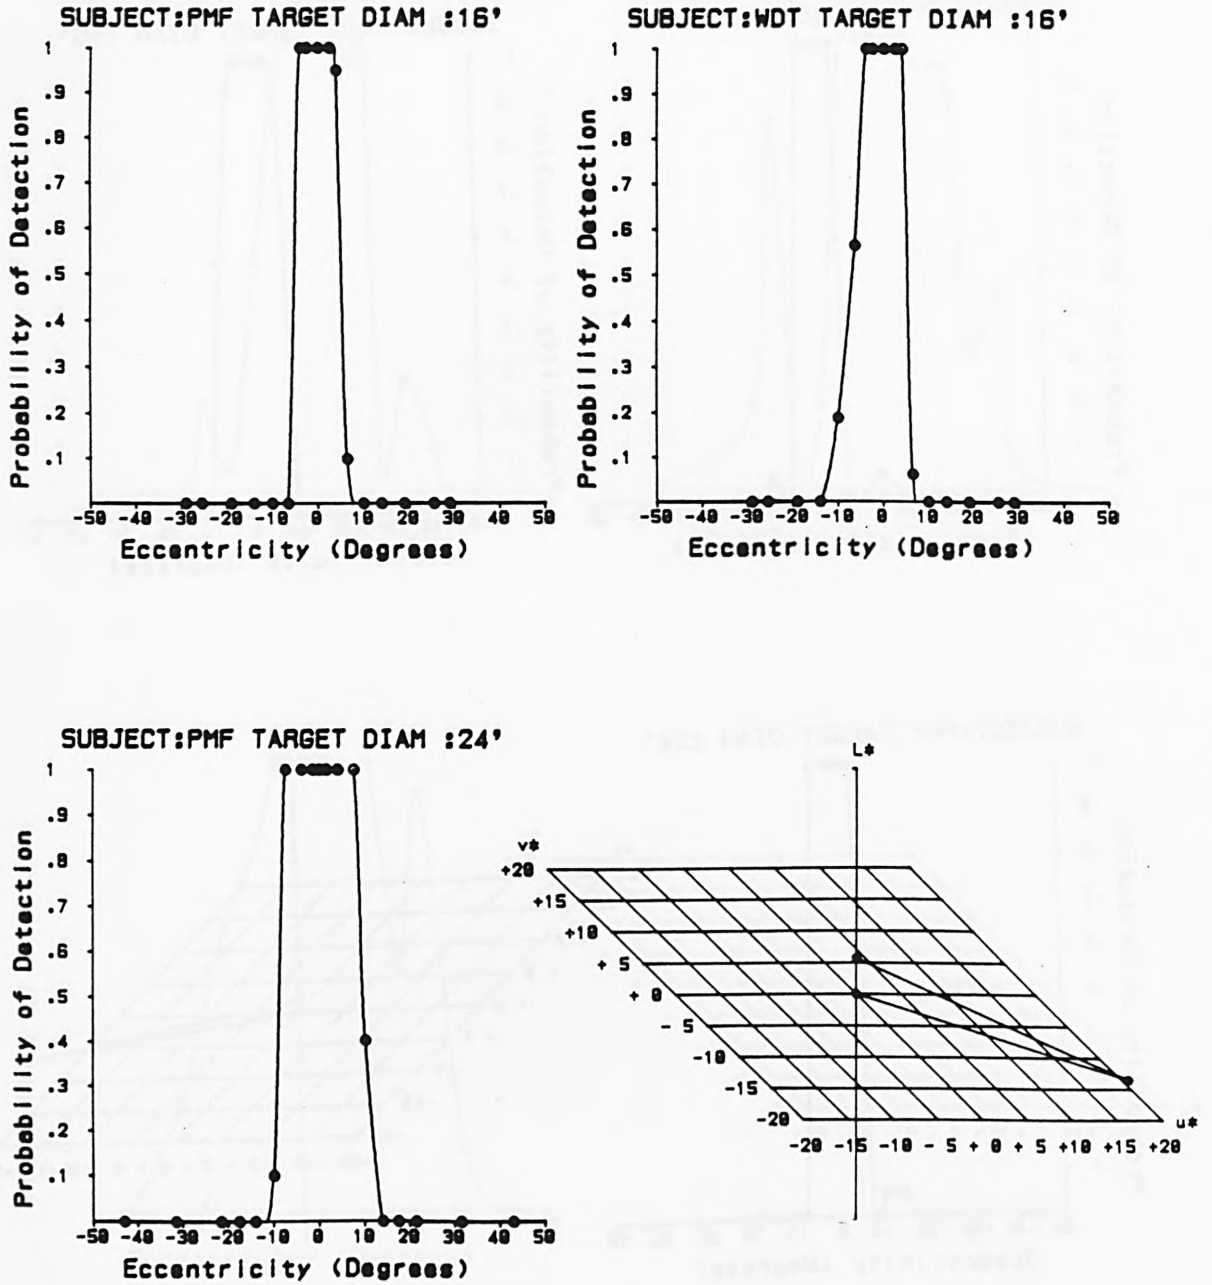 SUBJECT:PMF TARGET DIAM :16'
1
.9
.8
.7
.6
.5
.4
.3
.2
.1
Probability of Detection
-50 -40 -30 -20 -10 0 10 20 30 40 50
Eccentricity (Degrees)
SUBJECT:WDT TARGET DIAM :16'
1
.9
.8
.7
.6
.5
.4
.3
.2
.1
Probability of Detection
-50 -40 -30 -20 -10 0 10 20 30 40 50
Eccentricity (Degrees)
SUBJECT:PMF TARGET DIAM :24'
1
.9
.8
.7
.6
.5
.4
.3
.2
.1
Probability of Detection
-50 -40 -30 -20 -10 0 10 20 30 40 50
Eccentricity (Degrees)
L*
v*
+20
+15
+10
+ 5
+ 0
- 5
-10
-15
-20
-20 -15 -10 - 5 + 0 + 5 +10 +15 +20
u*